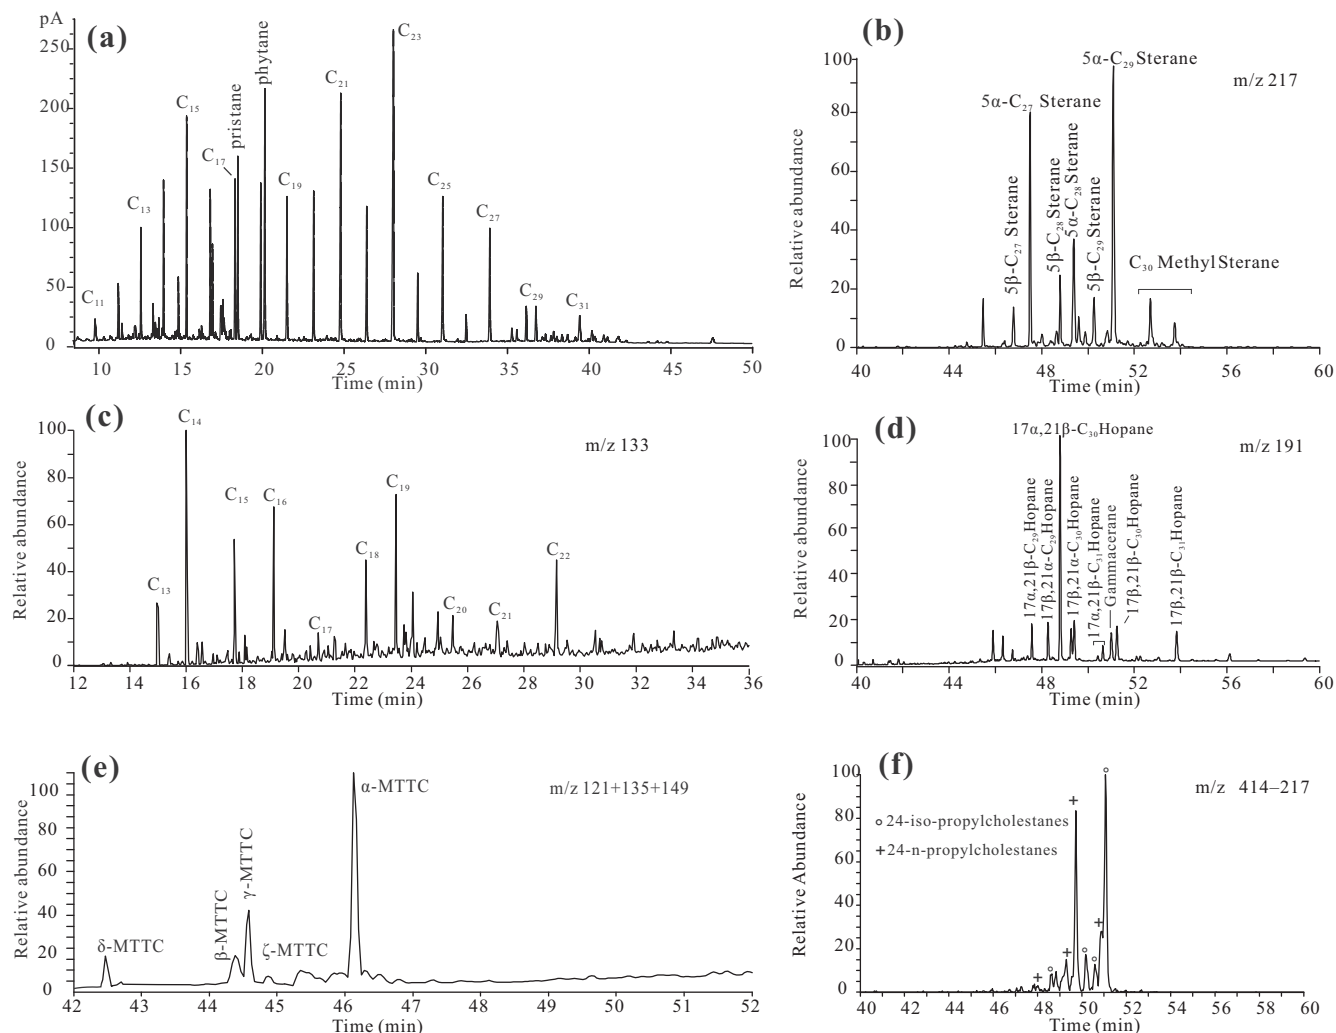 (a)
pA
250
200
150
100
50
0
C₁₁
C₁₃
C₁₅
C₁₇
pristane
phytane
C₁₉
C₂₁
C₂₃
C₂₅
C₂₇
C₂₉
C₃₁
10 15 20 25 30 35 40 45 50
Time (min)
(b)
m/z 217
Relative abundance
100
80
60
40
20
0
5β-C₂₇ Sterane
5α-C₂₇ Sterane
5β-C₂₈ Sterane
5α-C₂₈ Sterane
5β-C₂₉ Sterane
5α-C₂₉ Sterane
C₃₀ Methyl Sterane
40 44 48 52 56 60
Time (min)
(c)
m/z 133
Relative abundance
100
80
60
40
20
0
C₁₃
C₁₄
C₁₅
C₁₆
C₁₇
C₁₈
C₁₉
C₂₀
C₂₁
C₂₂
12 14 16 18 20 22 24 26 28 30 32 34 36
Time (min)
(d)
m/z 191
Relative abundance
100
80
60
40
20
0
17α,21β-C₂₉Hopane
17β,21α-C₂₉Hopane
17α,21β-C₃₀Hopane
17β,21α-C₃₀Hopane
17α,21β-C₃₁Hopane
Gammacerane
17β,21β-C₃₀Hopane
17β,21β-C₃₁Hopane
40 44 48 52 56 60
Time (min)
(e)
m/z 121+135+149
Relative abundance
100
80
60
40
20
0
δ-MTTC
β-MTTC
γ-MTTC
ζ-MTTC
α-MTTC
42 43 44 45 46 47 48 49 50 51 52
Time (min)
(f)
m/z 414–217
Relative Abundance
100
80
60
40
20
0
o 24-iso-propylcholestanes
+ 24-n-propylcholestanes
40 42 44 46 48 50 52 54 56 58 60
Time (min)